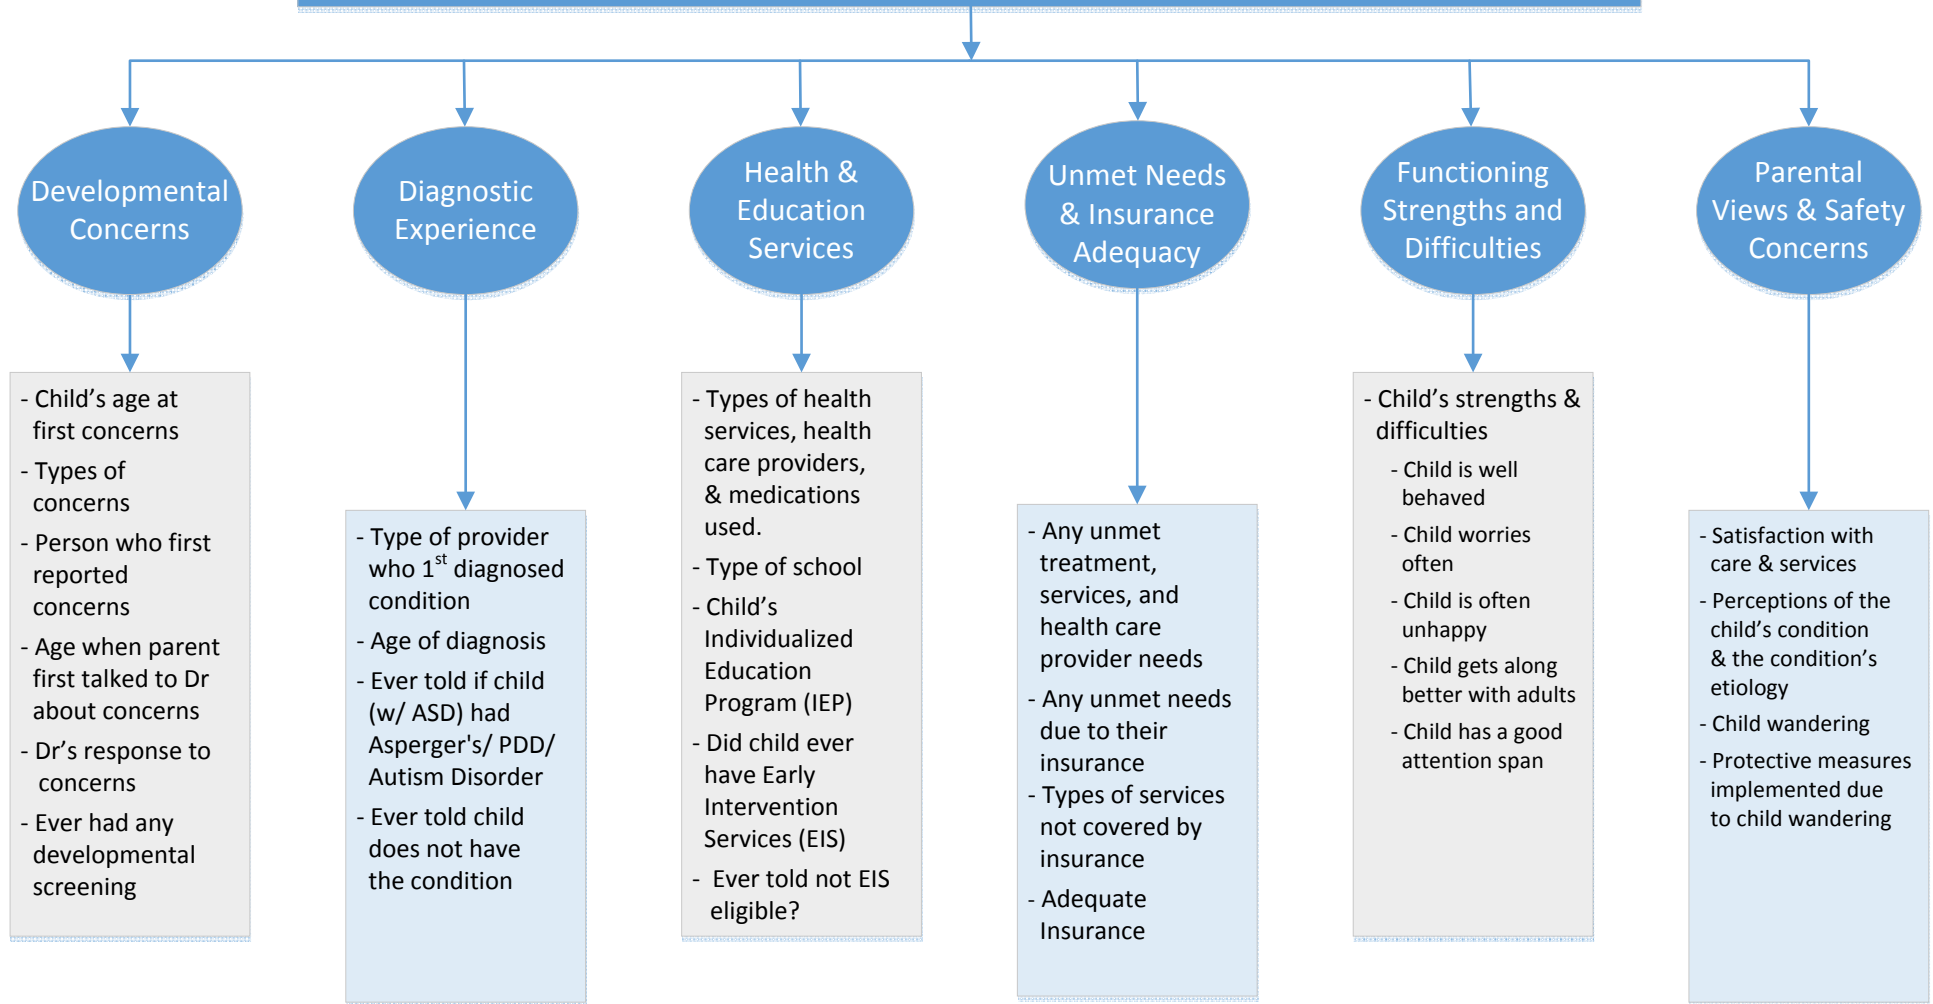 Developmental
Concerns
Diagnostic
Experience
Health &
Education
Services
Unmet Needs
& Insurance
Adequacy
Functioning
Strengths and
Difficulties
Parental
Views & Safety
Concerns
- Child’s age at
first concerns
- Types of
concerns
- Person who first
reported
concerns
- Age when parent
first talked to Dr
about concerns
- Dr’s response to
concerns
- Ever had any
developmental
screening
- Type of provider
who 1st diagnosed
condition
- Age of diagnosis
- Ever told if child
(w/ ASD) had
Asperger's/ PDD/
Autism Disorder
- Ever told child
does not have
the condition
- Types of health
services, health
care providers,
& medications
used.
- Type of school
- Child’s
Individualized
Education
Program (IEP)
- Did child ever
have Early
Intervention
Services (EIS)
- Ever told not EIS
eligible?
- Any unmet
treatment,
services, and
health care
provider needs
- Any unmet needs
due to their
insurance
- Types of services
not covered by
insurance
- Adequate
Insurance
- Child’s strengths &
difficulties
- Child is well
behaved
- Child worries
often
- Child is often
unhappy
- Child gets along
better with adults
- Child has a good
attention span
- Satisfaction with
care & services
- Perceptions of the
child’s condition
& the condition’s
etiology
- Child wandering
- Protective measures
implemented due
to child wandering